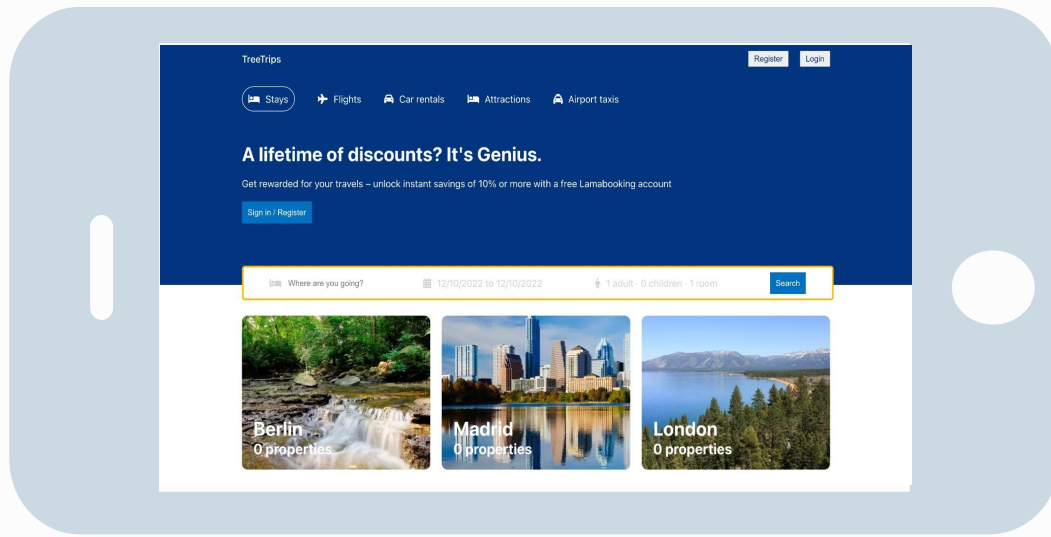 TreeTrips
Register Login
Stays Flights Car rentals Attractions Airport taxis
A lifetime of discounts? It's Genius.
Get rewarded for your travels – unlock instant savings of 10% or more with a free Lamabooking account
Sign in / Register
Where are you going? 12/10/2022 to 12/10/2022 1 adult · 0 children · 1 room Search
Berlin
0 properties
Madrid
0 properties
London
0 properties